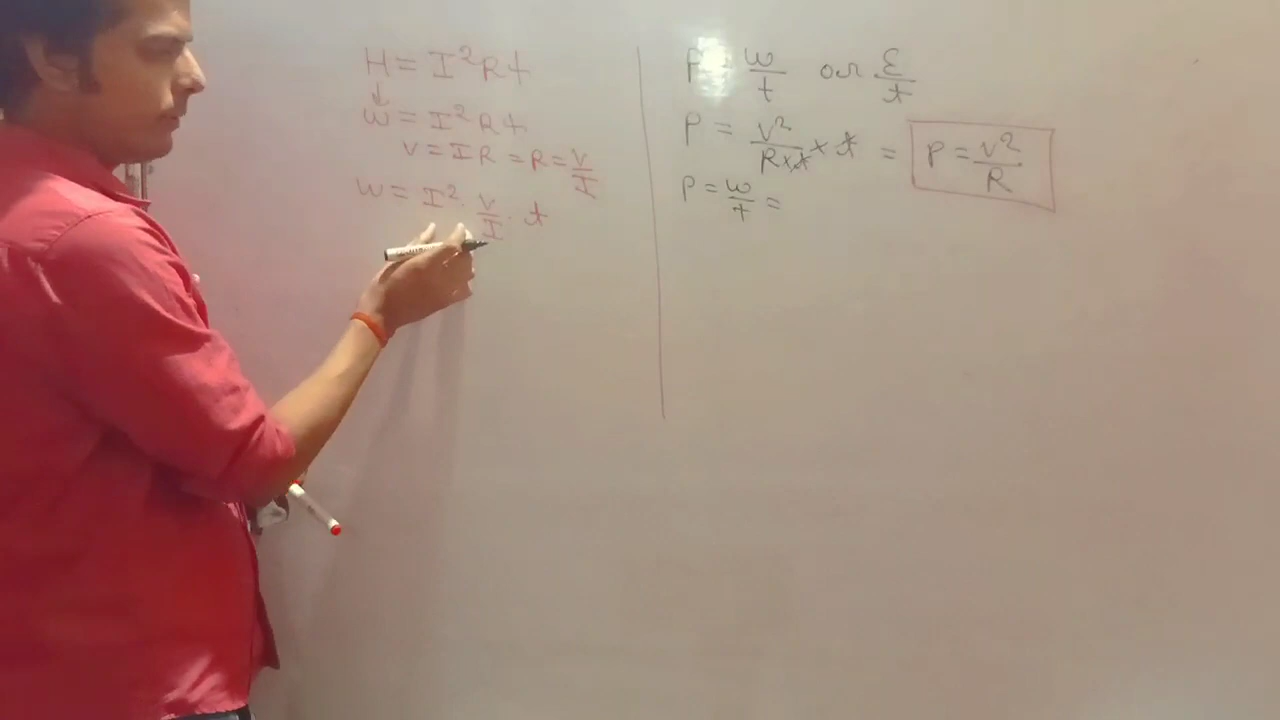 H = I²Rt
↓
W = I²Rt
V = IR = R = V/I
W = I² · V/I · t
P = W/t or E/t
P = V²/R×t × t = P = V²/R
P = W/t =